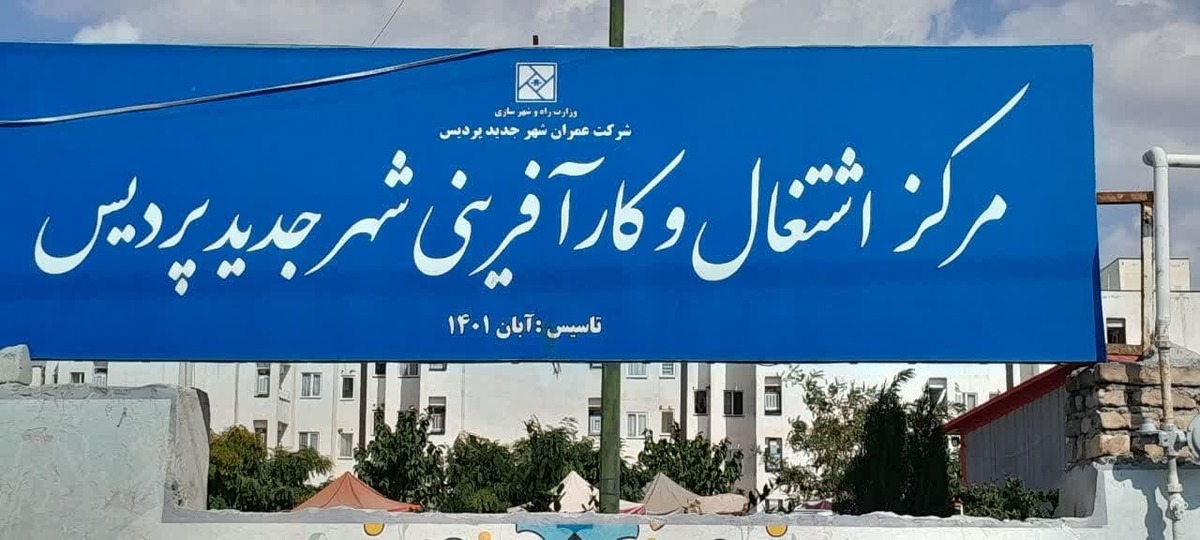 وزارت راه و شهرسازی
شرکت عمران شهر جدید پردیس
مرکز اشتغال و کارآفرینی شهر جدید پردیس
تاسیس : آبان ۱۴۰۱